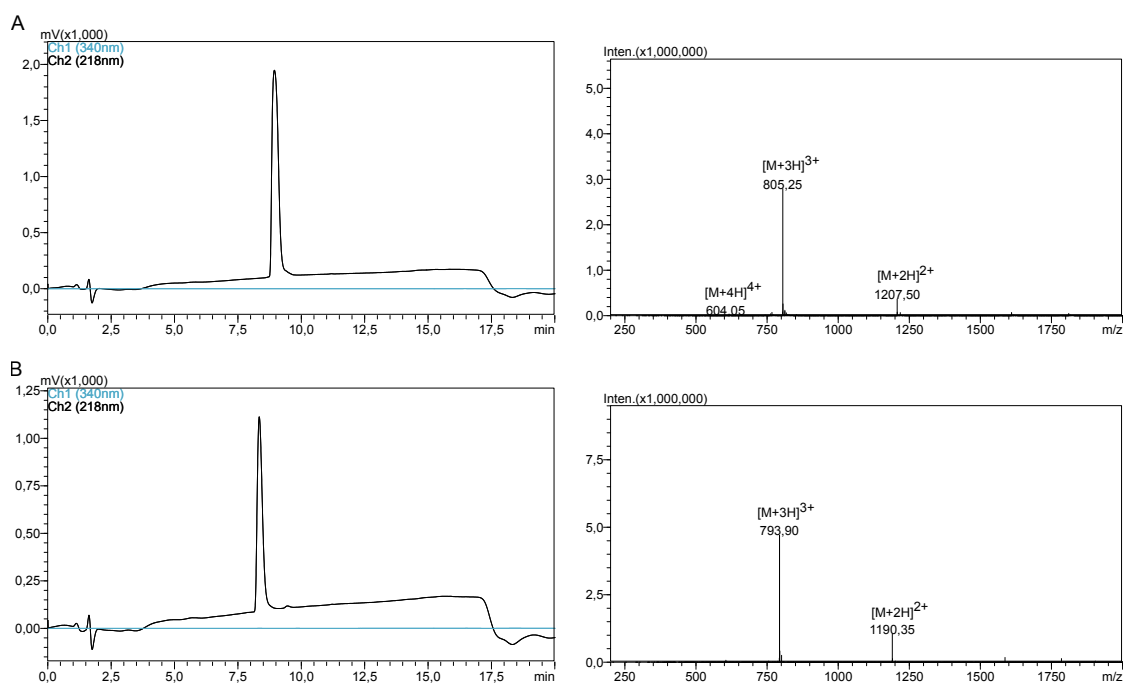 A
mV(x1,000)
Ch1 (340nm)
Ch2 (218nm)
2,0
1,5
1,0
0,5
0,0
0,0 2,5 5,0 7,5 10,0 12,5 15,0 17,5 min
Inten.(x1,000,000)
5,0
4,0
3,0
2,0
1,0
0,0
[M+3H]3+
805,25
[M+2H]2+
1207,50
[M+4H]4+
604,05
250 500 750 1000 1250 1500 1750 m/z
B
mV(x1,000)
Ch1 (340nm)
Ch2 (218nm)
1,25
1,00
0,75
0,50
0,25
0,00
0,0 2,5 5,0 7,5 10,0 12,5 15,0 17,5 min
Inten.(x1,000,000)
7,5
5,0
2,5
0,0
[M+3H]3+
793,90
[M+2H]2+
1190,35
250 500 750 1000 1250 1500 1750 m/z